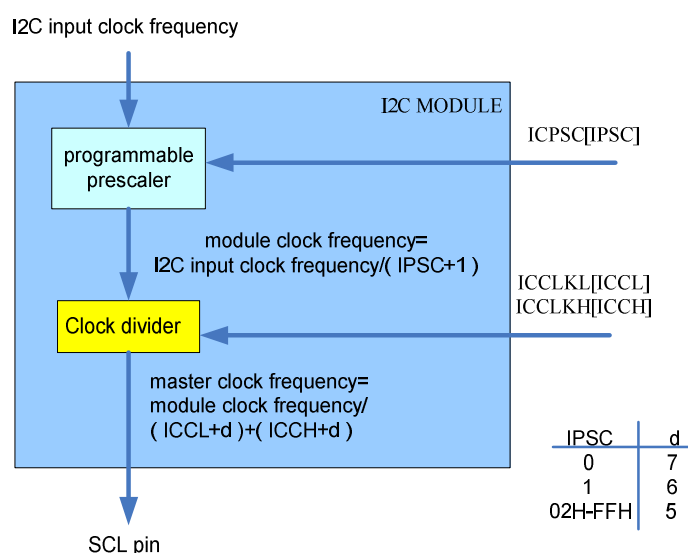 I2C input clock frequency
I2C MODULE
ICPSC[IPSC]
programmable
prescaler
module clock frequency=
I2C input clock frequency/( IPSC+1 )
ICCLKL[ICCL]
ICCLKH[ICCH]
Clock divider
master clock frequency=
module clock frequency/
( ICCL+d )+( ICCH+d )
IPSC d
0 7
1 6
02H-FFH 5
SCL pin